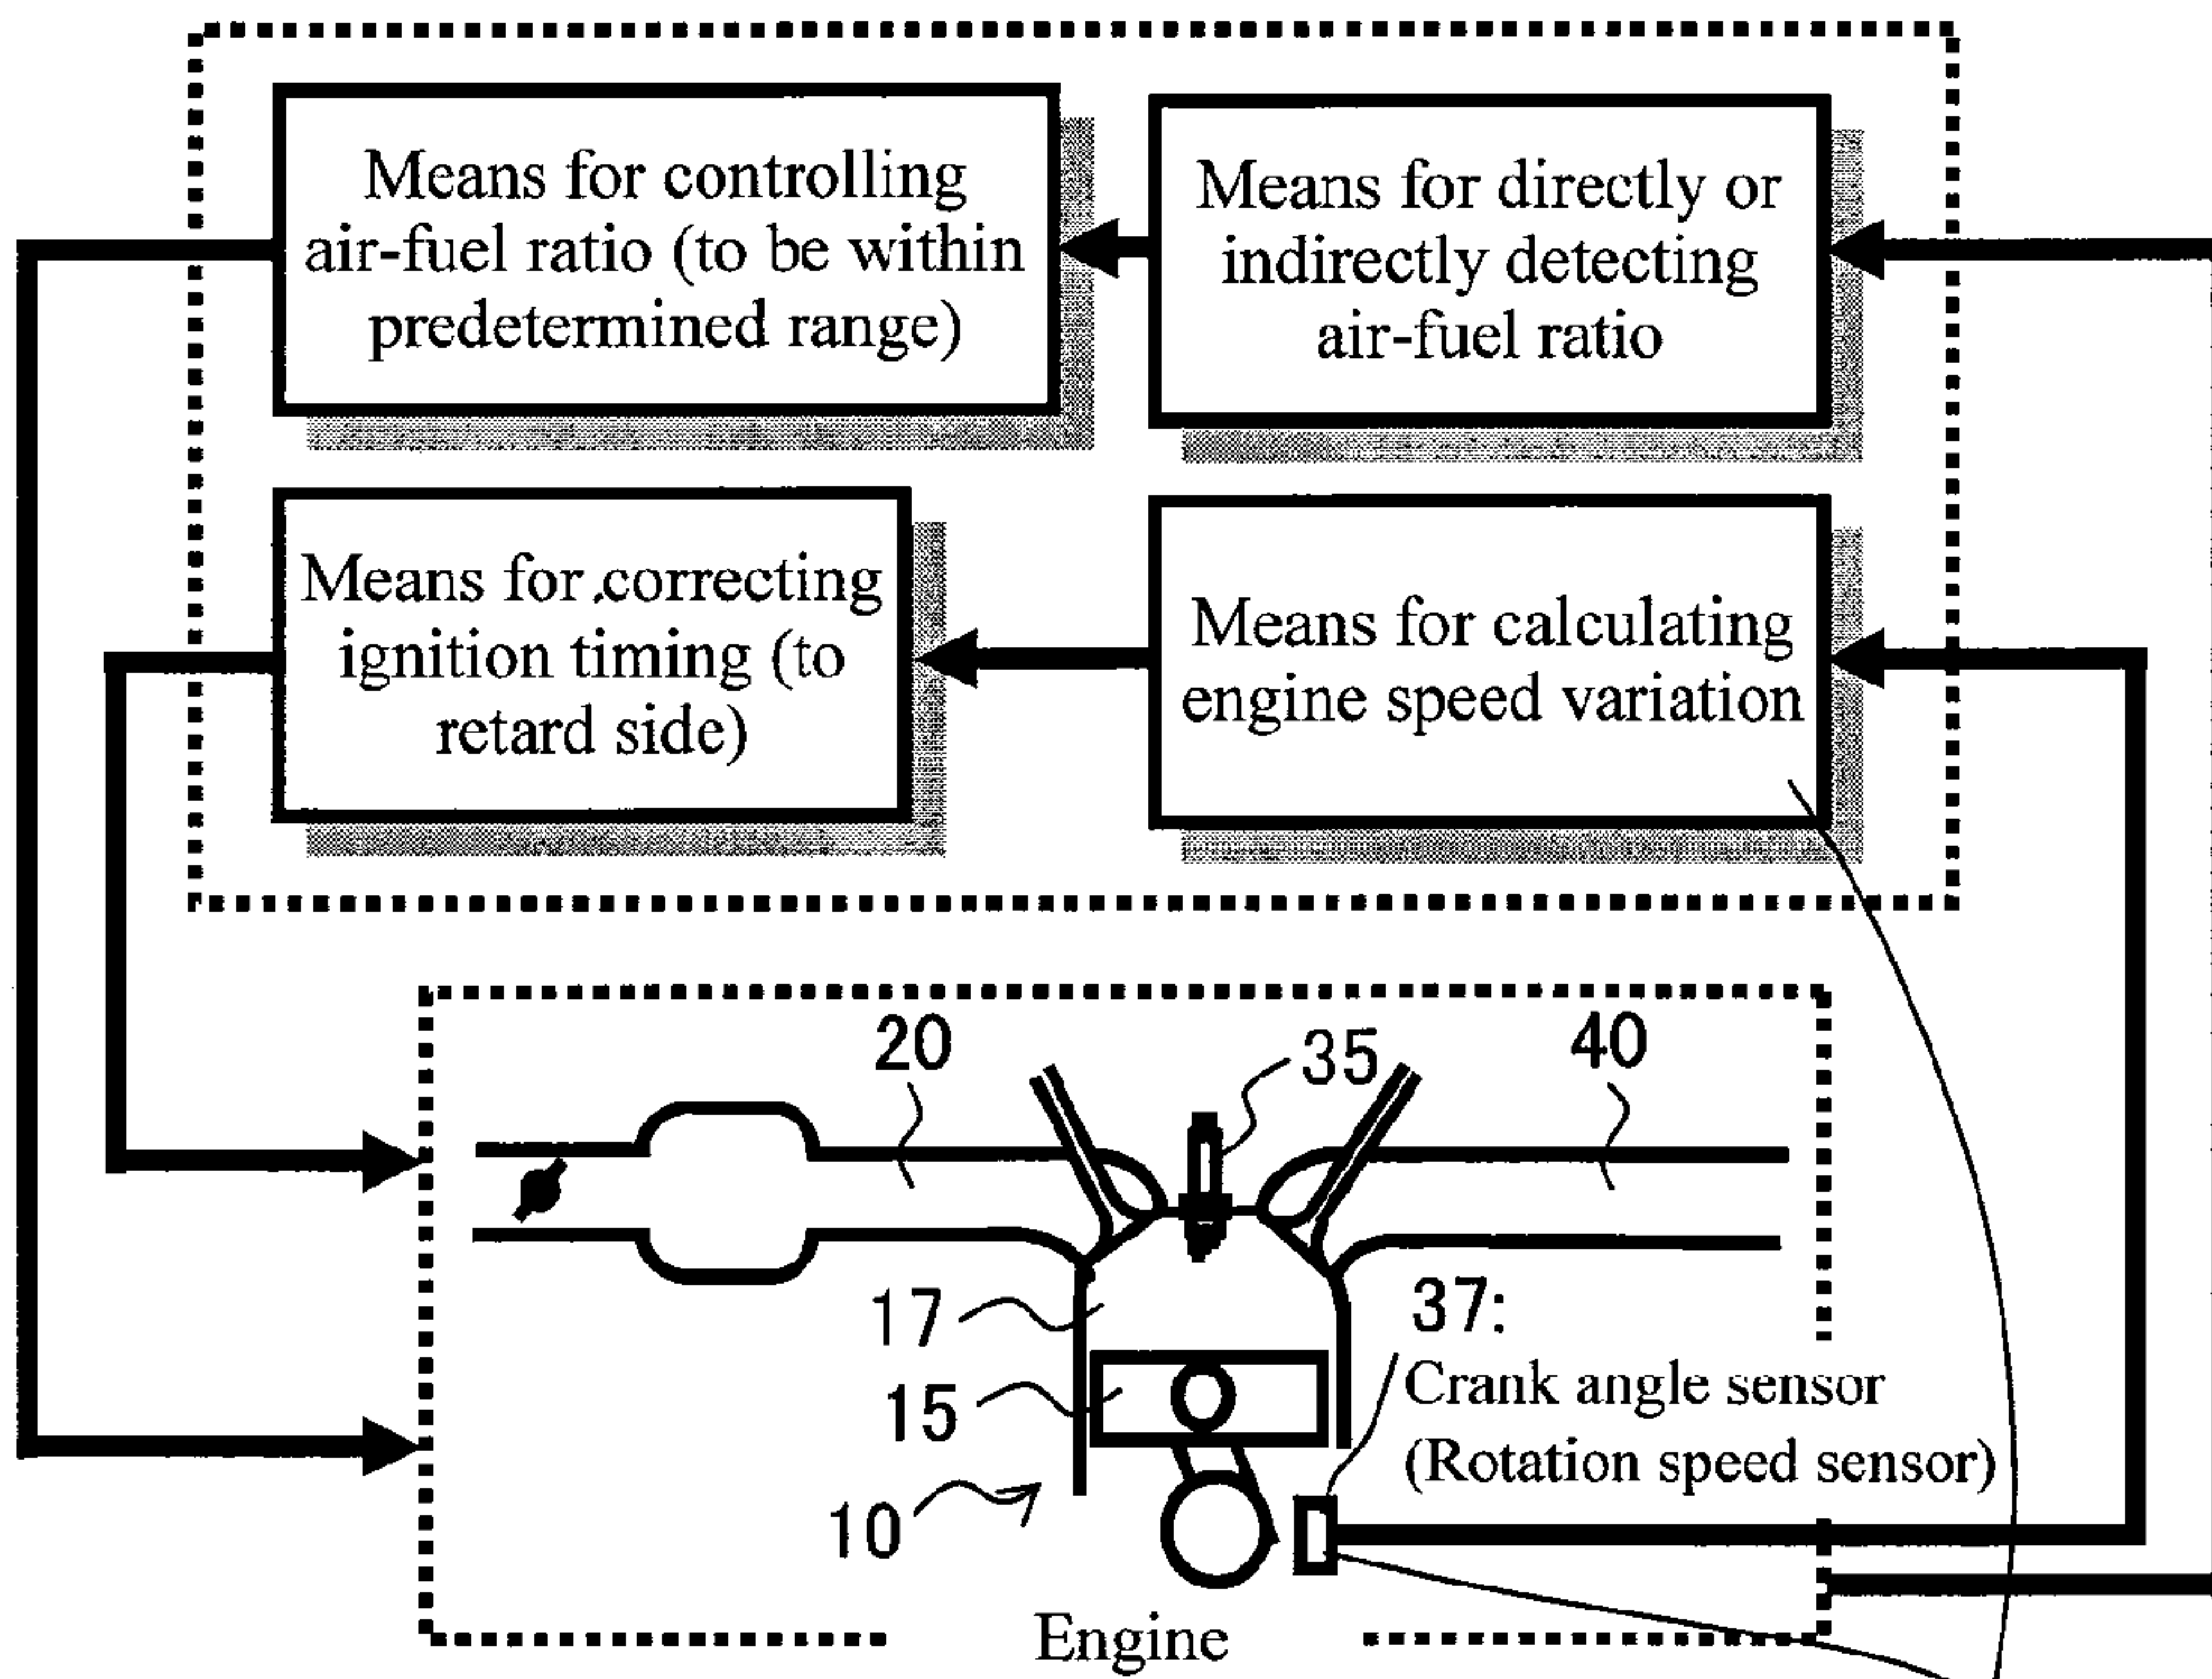 Means for controlling
air-fuel ratio (to be within
predetermined range)
Means for directly or
indirectly detecting
air-fuel ratio
Means for correcting
ignition timing (to
retard side)
Means for calculating
engine speed variation
20
35
40
17
37:
Crank angle sensor
(Rotation speed sensor)
15
10
Engine